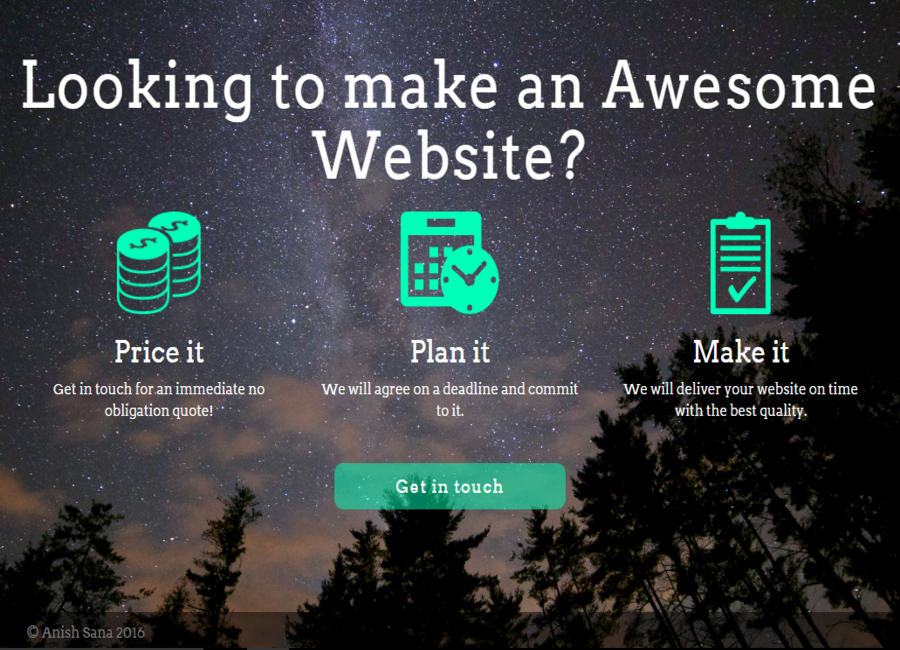 Looking to make an Awesome
Website?
Price it
Get in touch for an immediate no
obligation quote!
Plan it
We will agree on a deadline and commit
to it.
Make it
We will deliver your website on time
with the best quality.
Get in touch
© Anish Sana 2016